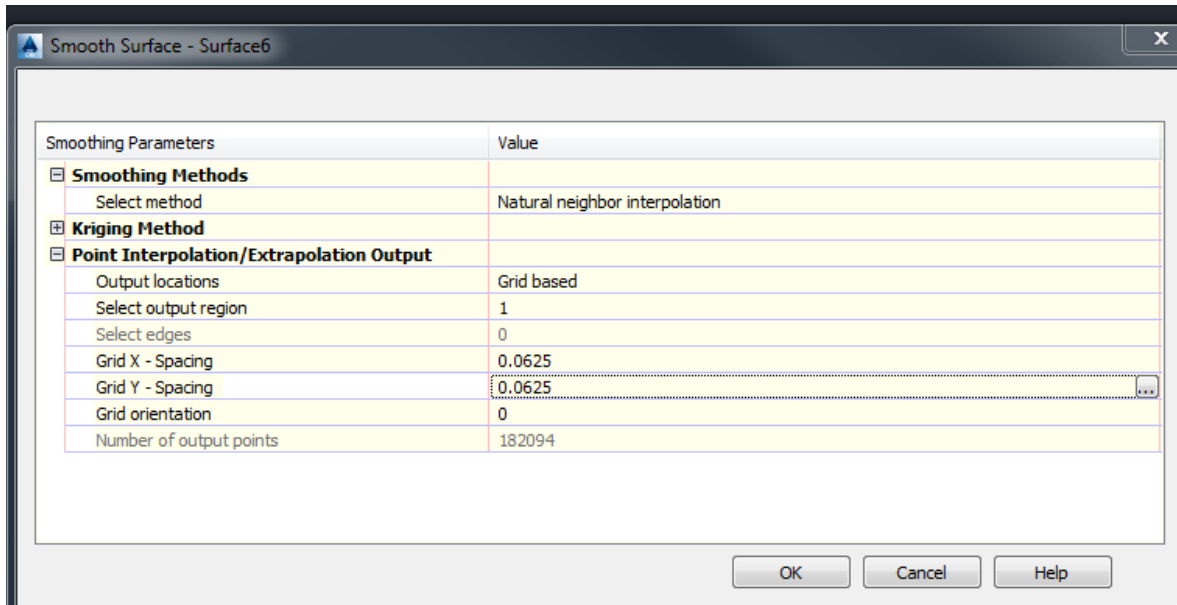 Smooth Surface - Surface6
Smoothing Parameters Value
Smoothing Methods
Select method Natural neighbor interpolation
Kriging Method
Point Interpolation/Extrapolation Output
Output locations Grid based
Select output region 1
Select edges 0
Grid X - Spacing 0.0625
Grid Y - Spacing 0.0625 ...
Grid orientation 0
Number of output points 182094
OK Cancel Help